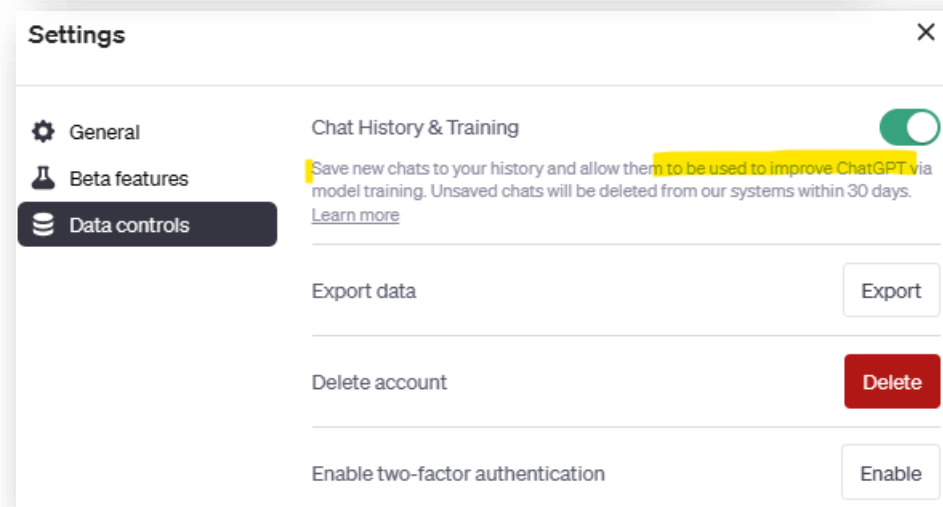 Settings
General
Beta features
Data controls
Chat History & Training
Save new chats to your history and allow them to be used to improve ChatGPT via
model training. Unsaved chats will be deleted from our systems within 30 days.
Learn more
Export data
Export
Delete account
Delete
Enable two-factor authentication
Enable